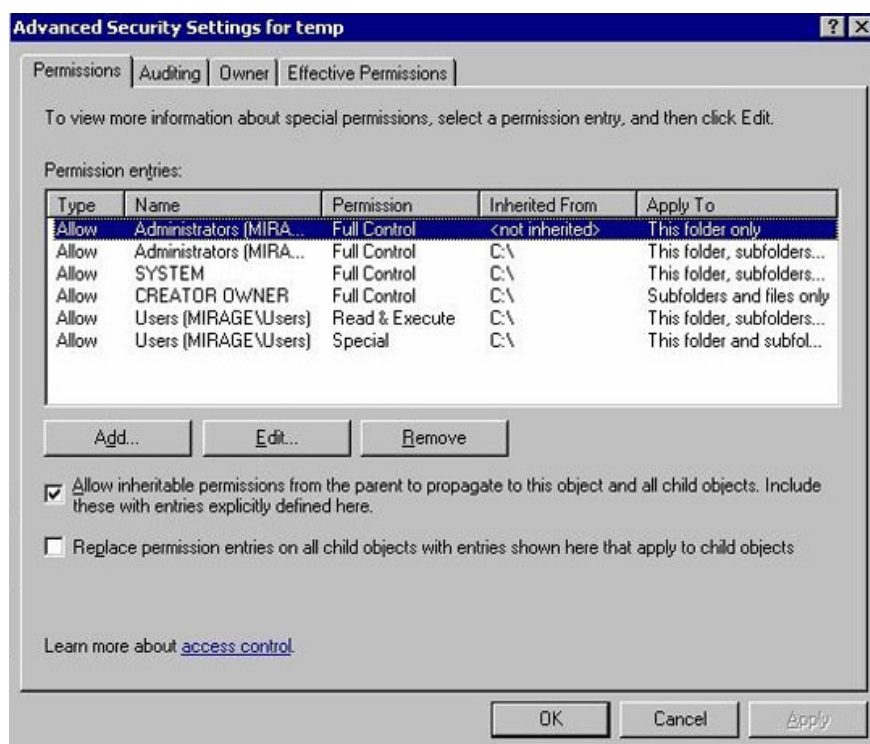 Advanced Security Settings for temp
Permissions Auditing Owner Effective Permissions
To view more information about special permissions, select a permission entry, and then click Edit.
Permission entries:
Type Name Permission Inherited From Apply To
Allow Administrators (MIRA... Full Control <not inherited> This folder only
Allow Administrators (MIRA... Full Control C:\ This folder, subfolders...
Allow SYSTEM Full Control C:\ This folder, subfolders...
Allow CREATOR OWNER Full Control C:\ Subfolders and files only
Allow Users (MIRAGE\Users) Read & Execute C:\ This folder, subfolders...
Allow Users (MIRAGE\Users) Special C:\ This folder and subfol...
Add... Edit... Remove
Allow inheritable permissions from the parent to propagate to this object and all child objects. Include
these with entries explicitly defined here.
Replace permission entries on all child objects with entries shown here that apply to child objects
Learn more about access control.
OK Cancel Apply